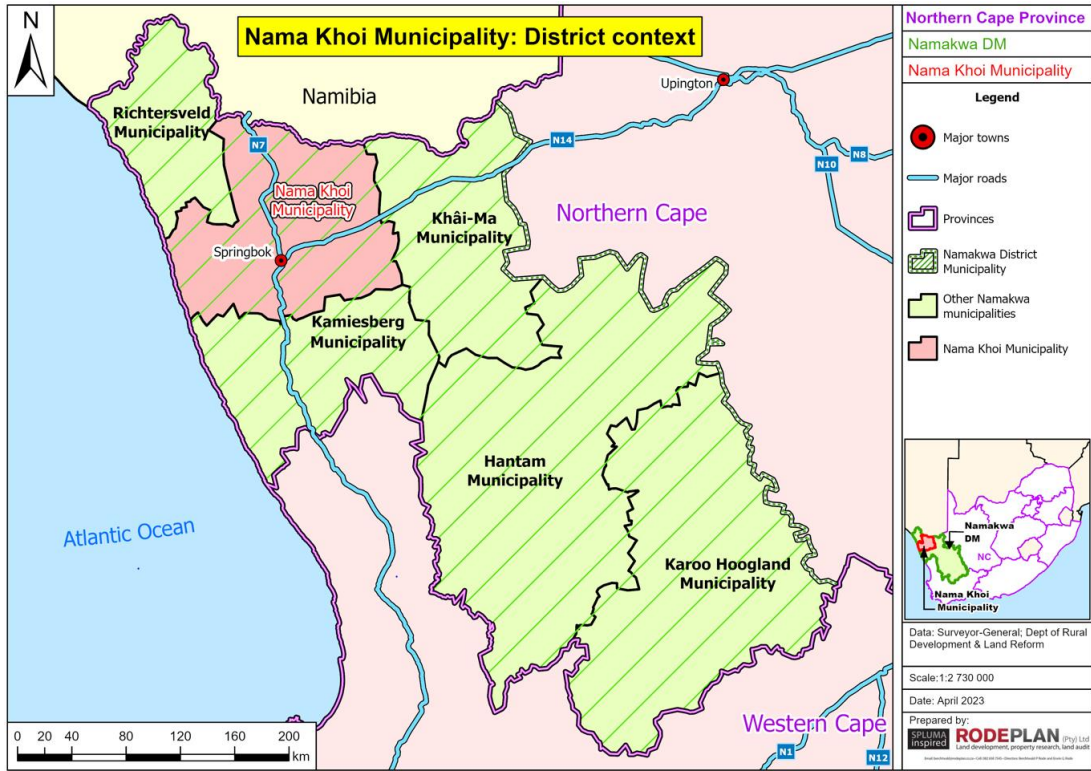 N
Nama Khoi Municipality: District context
Namibia
Upington
Richtersveld
Municipality
N7
N14
N8
N10
Nama Khoi
Municipality
Khâi-Ma
Municipality
Northern Cape
Springbok
Kamiesberg
Municipality
Hantam
Municipality
Atlantic Ocean
Karoo Hoogland
Municipality
Western Cape
N1
N12
0 20 40 80 120 160 200
km
Northern Cape Province
Namakwa DM
Nama Khoi Municipality
Legend
Major towns
Major roads
Provinces
Namakwa District
Municipality
Other Namakwa
municipalities
Nama Khoi Municipality
Namakwa
DM
NC
Nama Khoi
Municipality
Data: Surveyor-General; Dept of Rural
Development & Land Reform
Scale:1:2 730 000
Date: April 2023
Prepared by:
SPLUMA
inspired
RODEPLAN (Pty) Ltd
Land development, property research, land audit